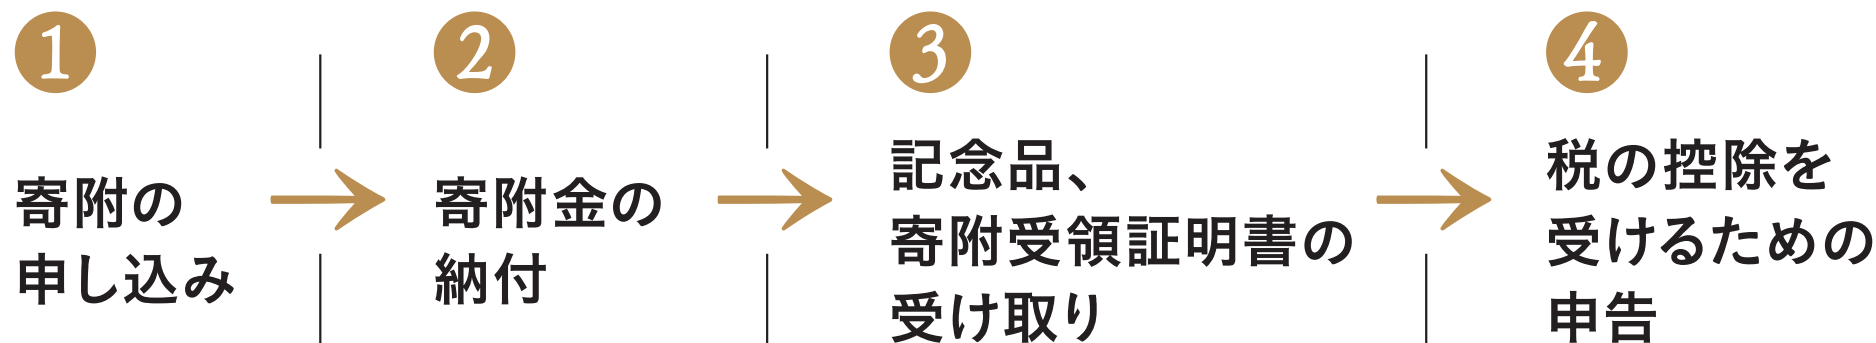 1
寄附の
申し込み
2
寄附金の
納付
3
記念品、
寄附受領証明書の
受け取り
4
税の控除を
受けるための
申告